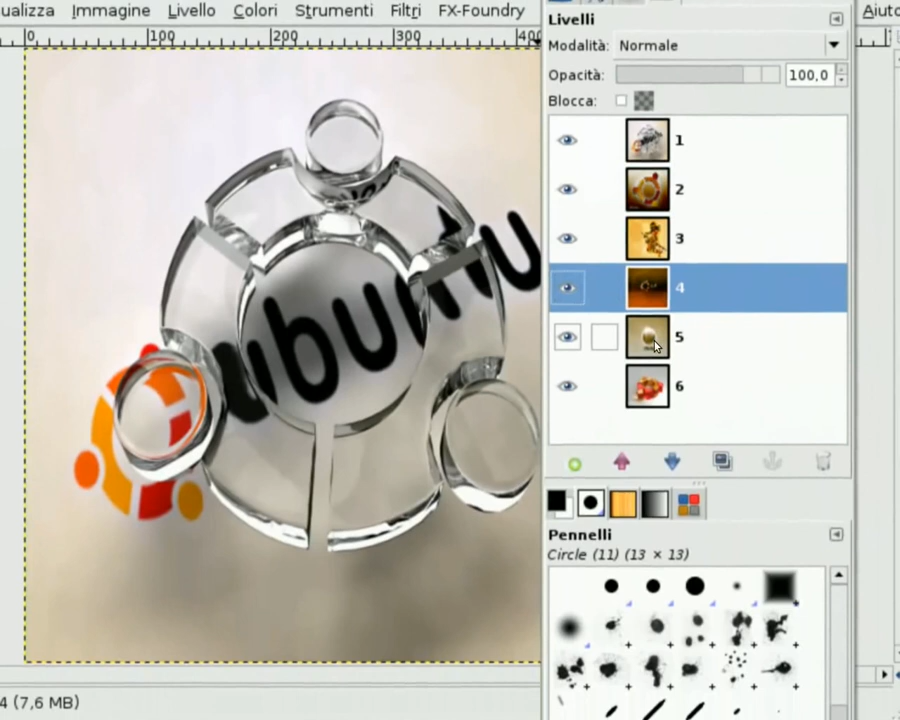 ualizza Immagine Livello Colori Strumenti Filtri FX-Foundry
Aiuto
0 100 200 300 400
ubuntu
Livelli
Modalità: Normale
Opacità: 100,0
Blocca:
1
2
3
4
5
6
Pennelli
Circle (11) (13 × 13)
4 (7,6 MB)